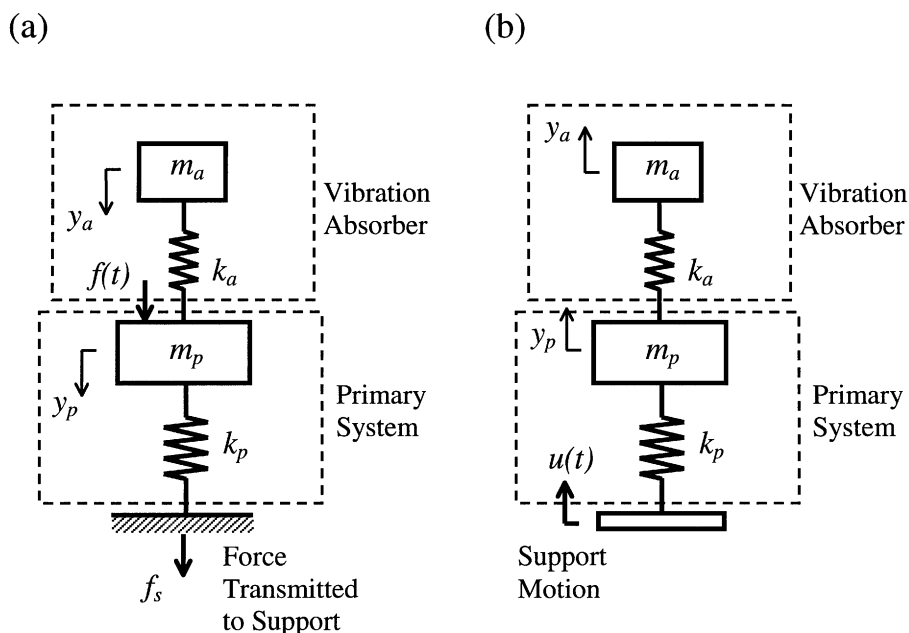 (a)
m_a
y_a
Vibration
Absorber
k_a
f(t)
m_p
y_p
Primary
System
k_p
f_s
Force
Transmitted
to Support
(b)
y_a
m_a
Vibration
Absorber
k_a
y_p
m_p
Primary
System
k_p
u(t)
Support
Motion